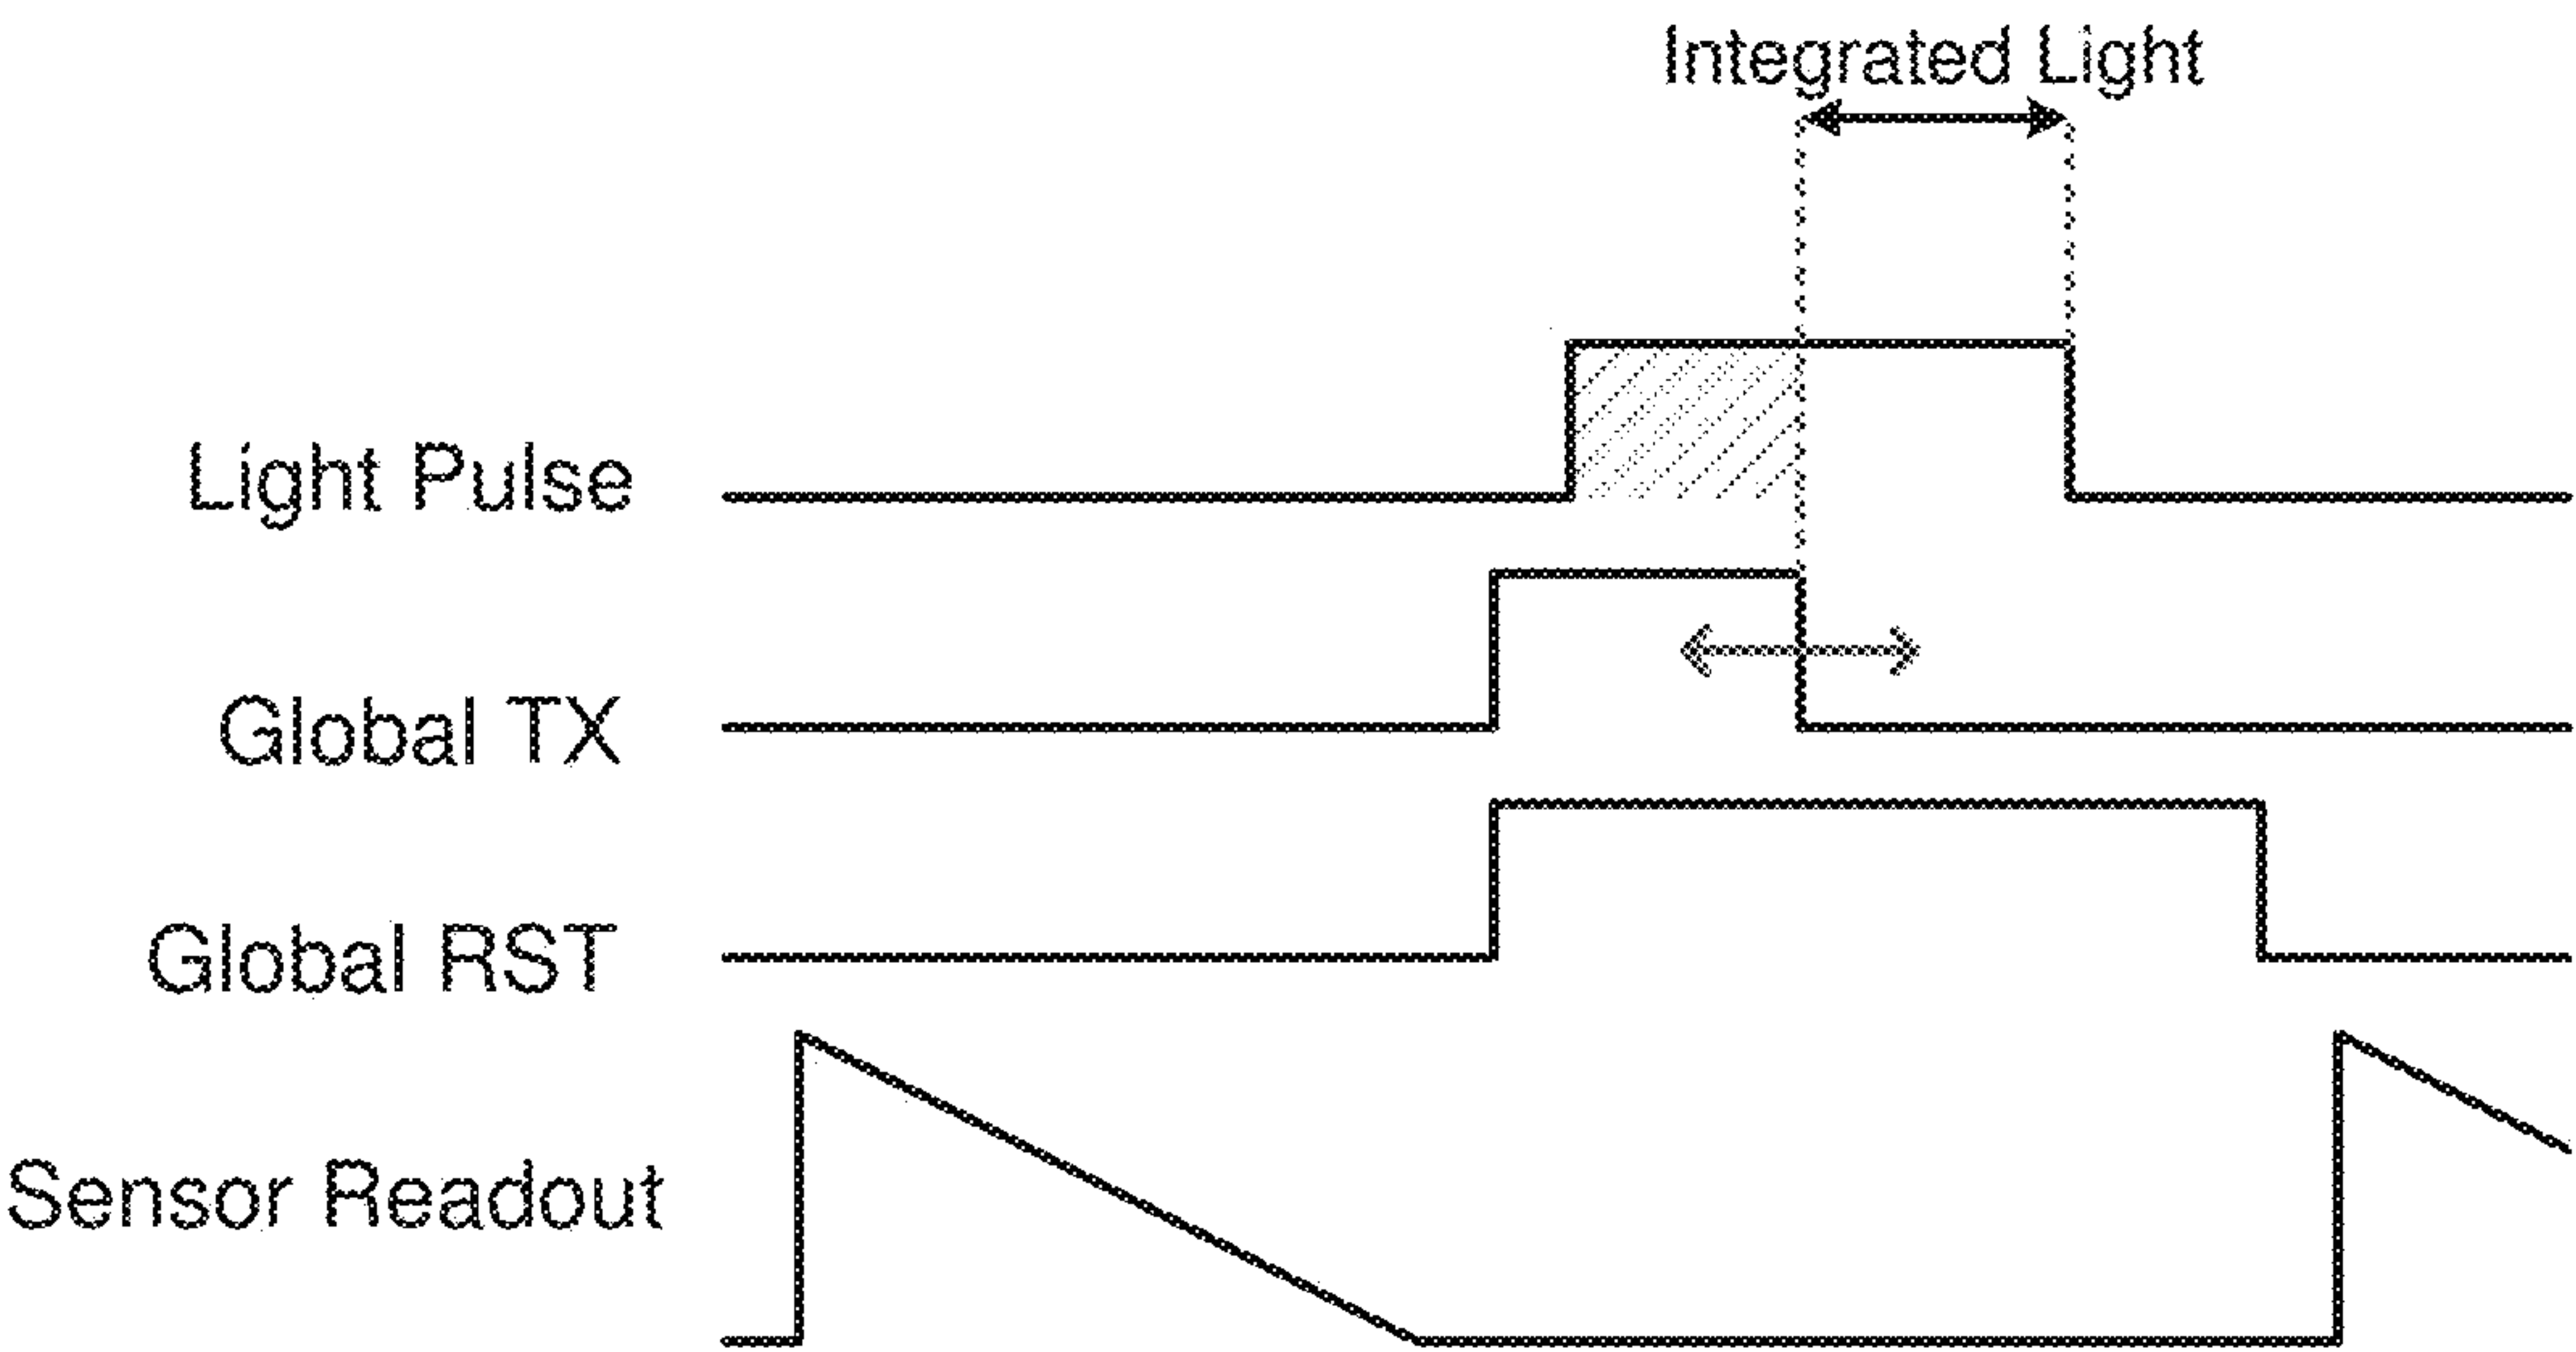 Integrated Light
Light Pulse
Global TX
Global RST
Sensor Readout